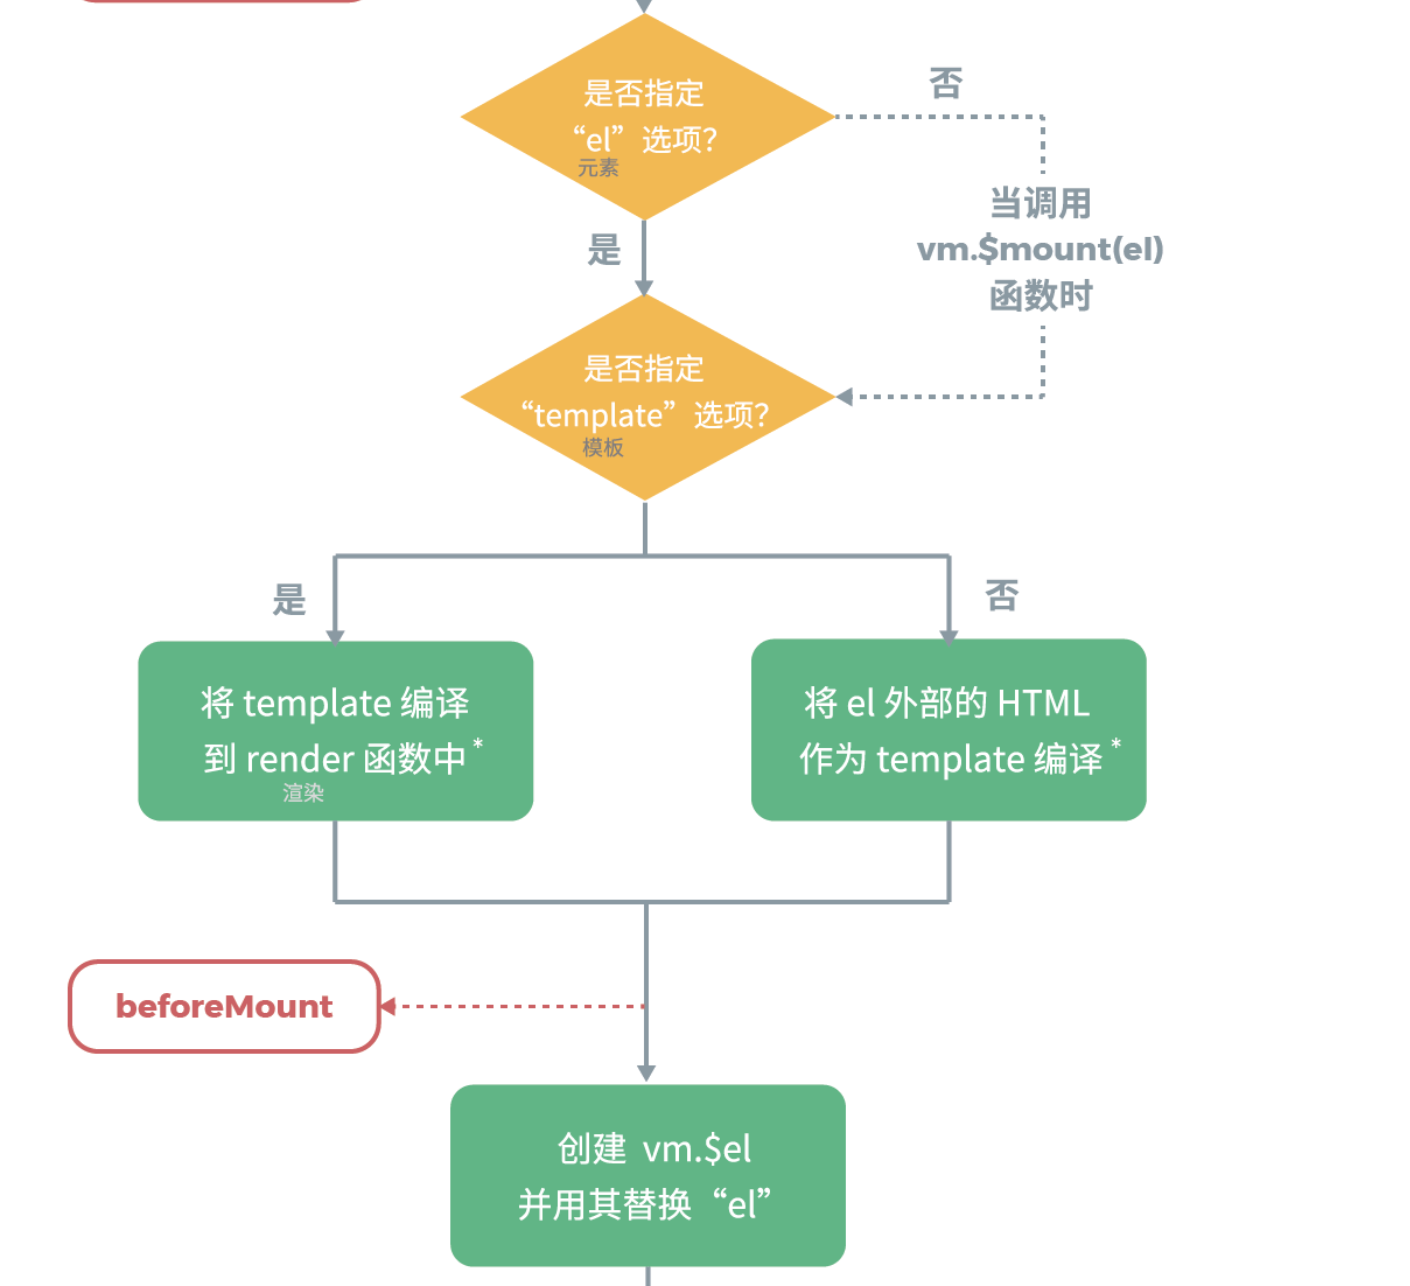 是否指定
“el”选项?
元素
否
当调用
vm.$mount(el)
函数时
是
是否指定
“template”选项?
模板
是
否
将 template 编译
到 render 函数中*
渲染
将 el 外部的 HTML
作为 template 编译*
beforeMount
创建 vm.$el
并用其替换“el”